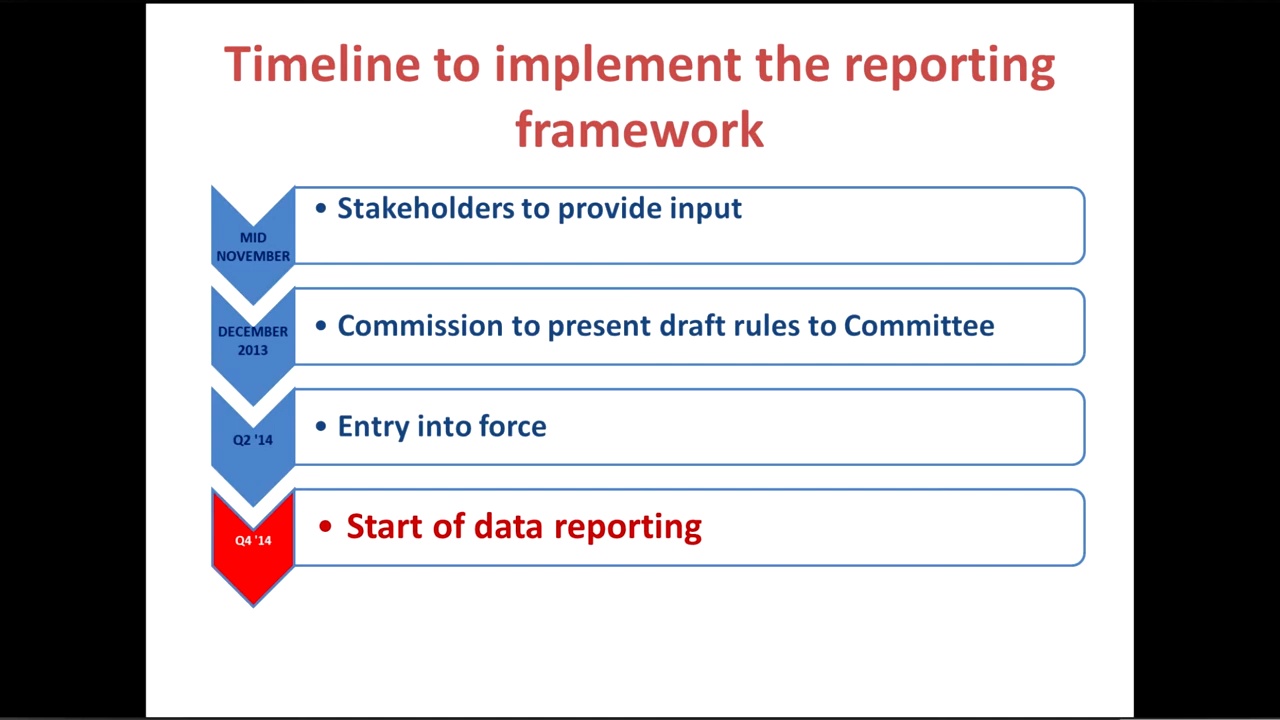 Timeline to implement the reporting
framework
MID
NOVEMBER
• Stakeholders to provide input
DECEMBER
2013
• Commission to present draft rules to Committee
Q2 '14
• Entry into force
Q4 '14
• Start of data reporting